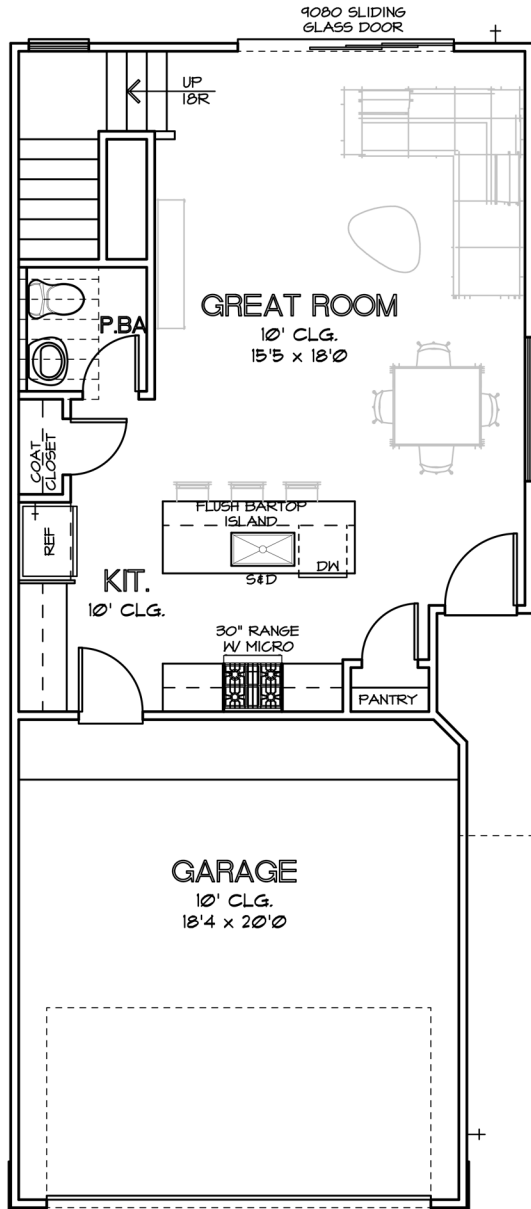 9080 SLIDING
GLASS DOOR
UP
18R
GREAT ROOM
10' CLG.
15'5 x 18'0
P.BA
COAT
CLOSET
REF
FLUSH BARTOP
ISLAND
DW
S&D
KIT.
10' CLG.
30" RANGE
W/ MICRO
PANTRY
GARAGE
10' CLG.
18'4 x 20'0